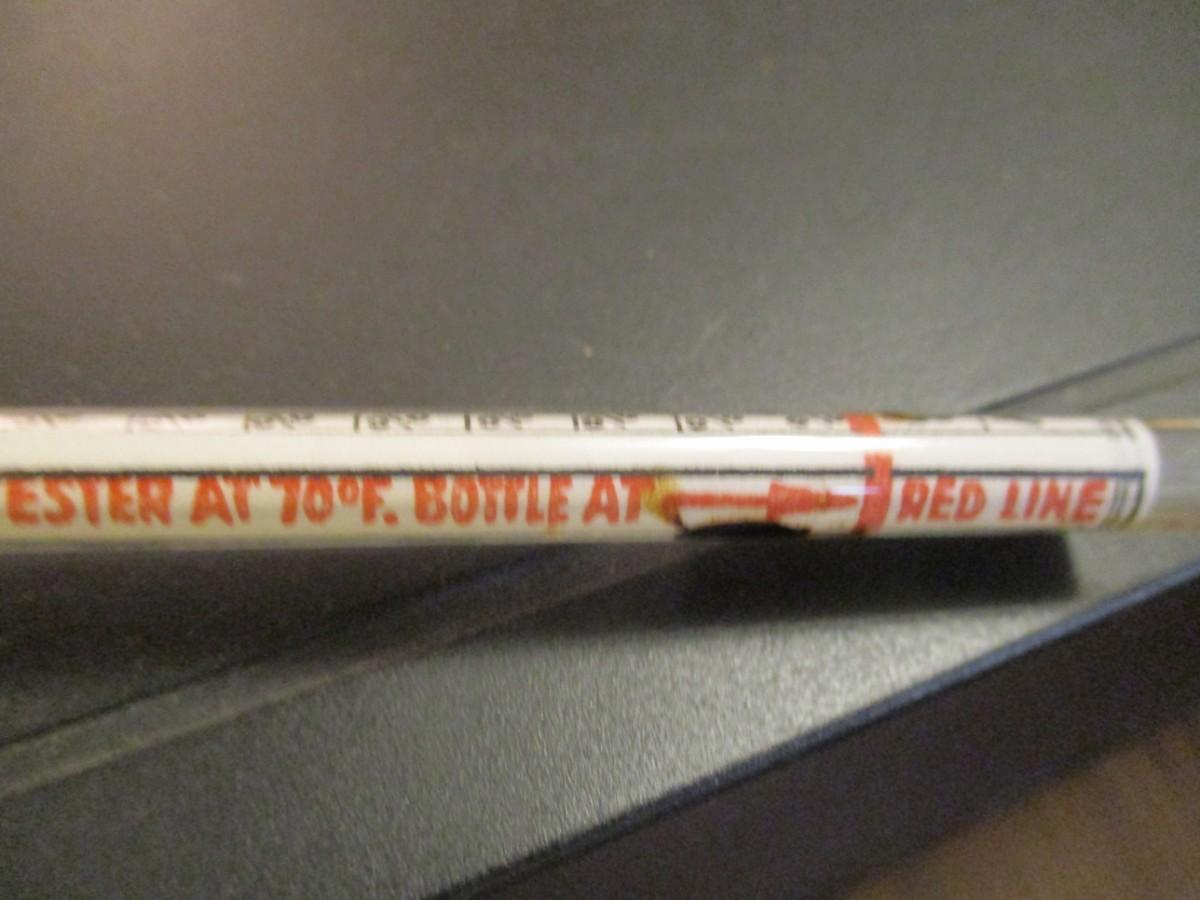 ESTER AT 70°F. BOTTLE AT RED LINE